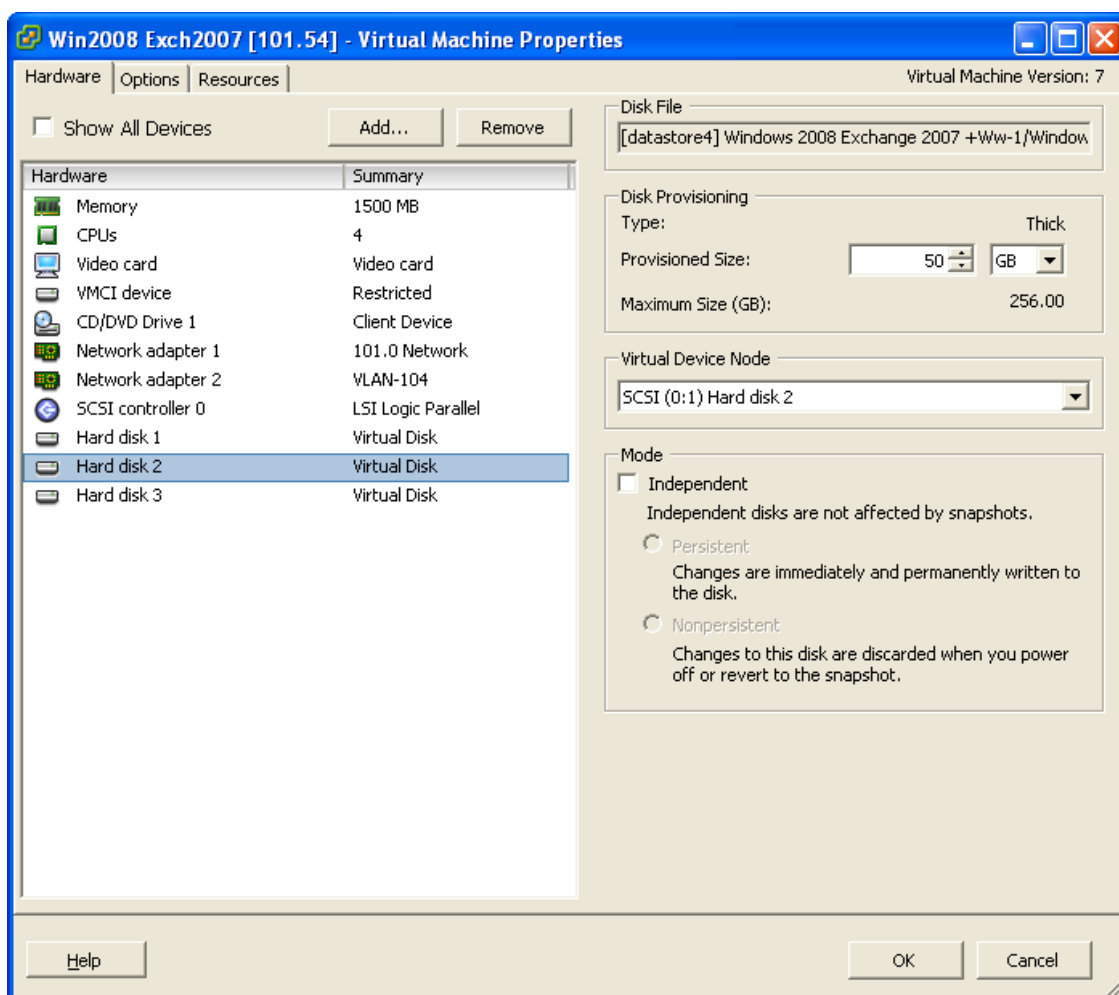 Win2008 Exch2007 [101.54] - Virtual Machine Properties
Hardware Options Resources Virtual Machine Version: 7
Show All Devices Add... Remove
Hardware Summary
Memory 1500 MB
CPUs 4
Video card Video card
VMCI device Restricted
CD/DVD Drive 1 Client Device
Network adapter 1 101.0 Network
Network adapter 2 VLAN-104
SCSI controller 0 LSI Logic Parallel
Hard disk 1 Virtual Disk
Hard disk 2 Virtual Disk
Hard disk 3 Virtual Disk
Disk File
[datastore4] Windows 2008 Exchange 2007 +Ww-1/Window
Disk Provisioning
Type: Thick
Provisioned Size: 50 GB
Maximum Size (GB): 256.00
Virtual Device Node
SCSI (0:1) Hard disk 2
Mode
Independent
Independent disks are not affected by snapshots.
Persistent
Changes are immediately and permanently written to
the disk.
Nonpersistent
Changes to this disk are discarded when you power
off or revert to the snapshot.
Help OK Cancel